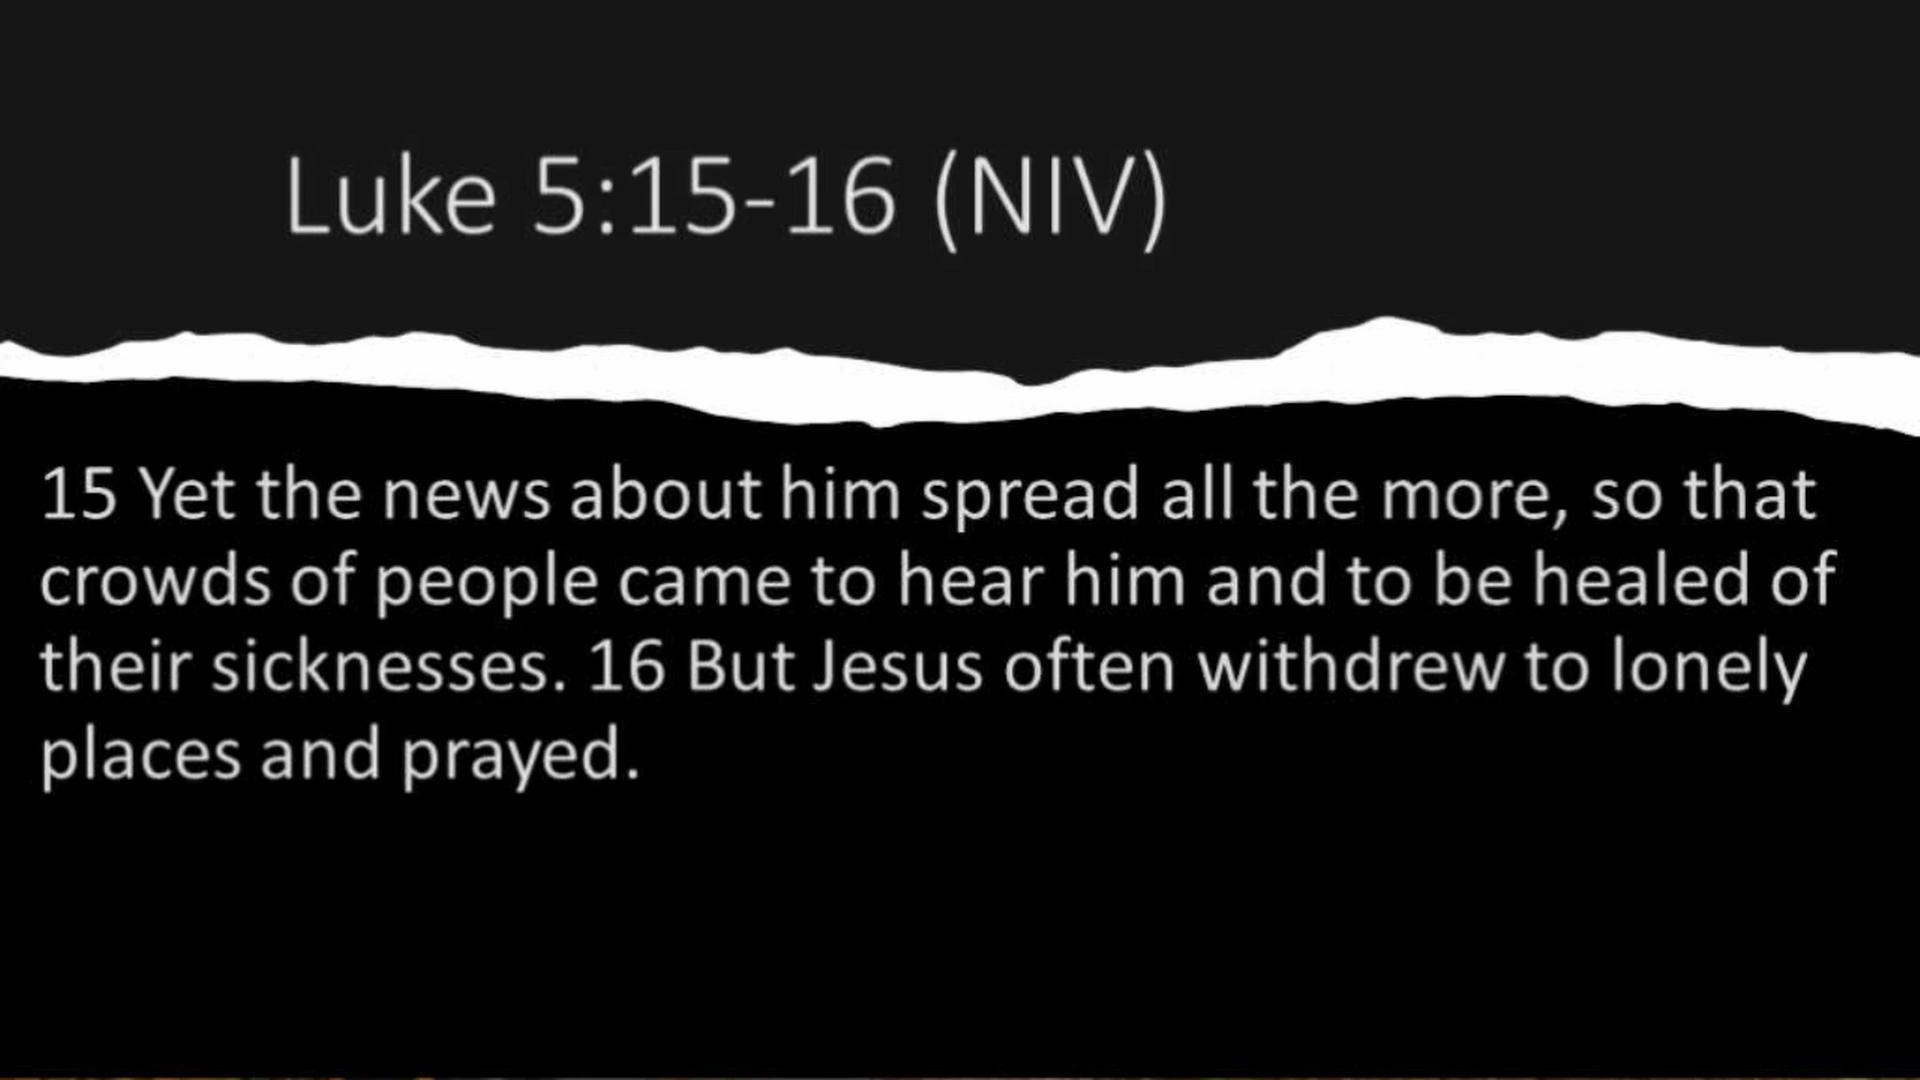 Luke 5:15-16 (NIV)
15 Yet the news about him spread all the more, so that
crowds of people came to hear him and to be healed of
their sicknesses. 16 But Jesus often withdrew to lonely
places and prayed.